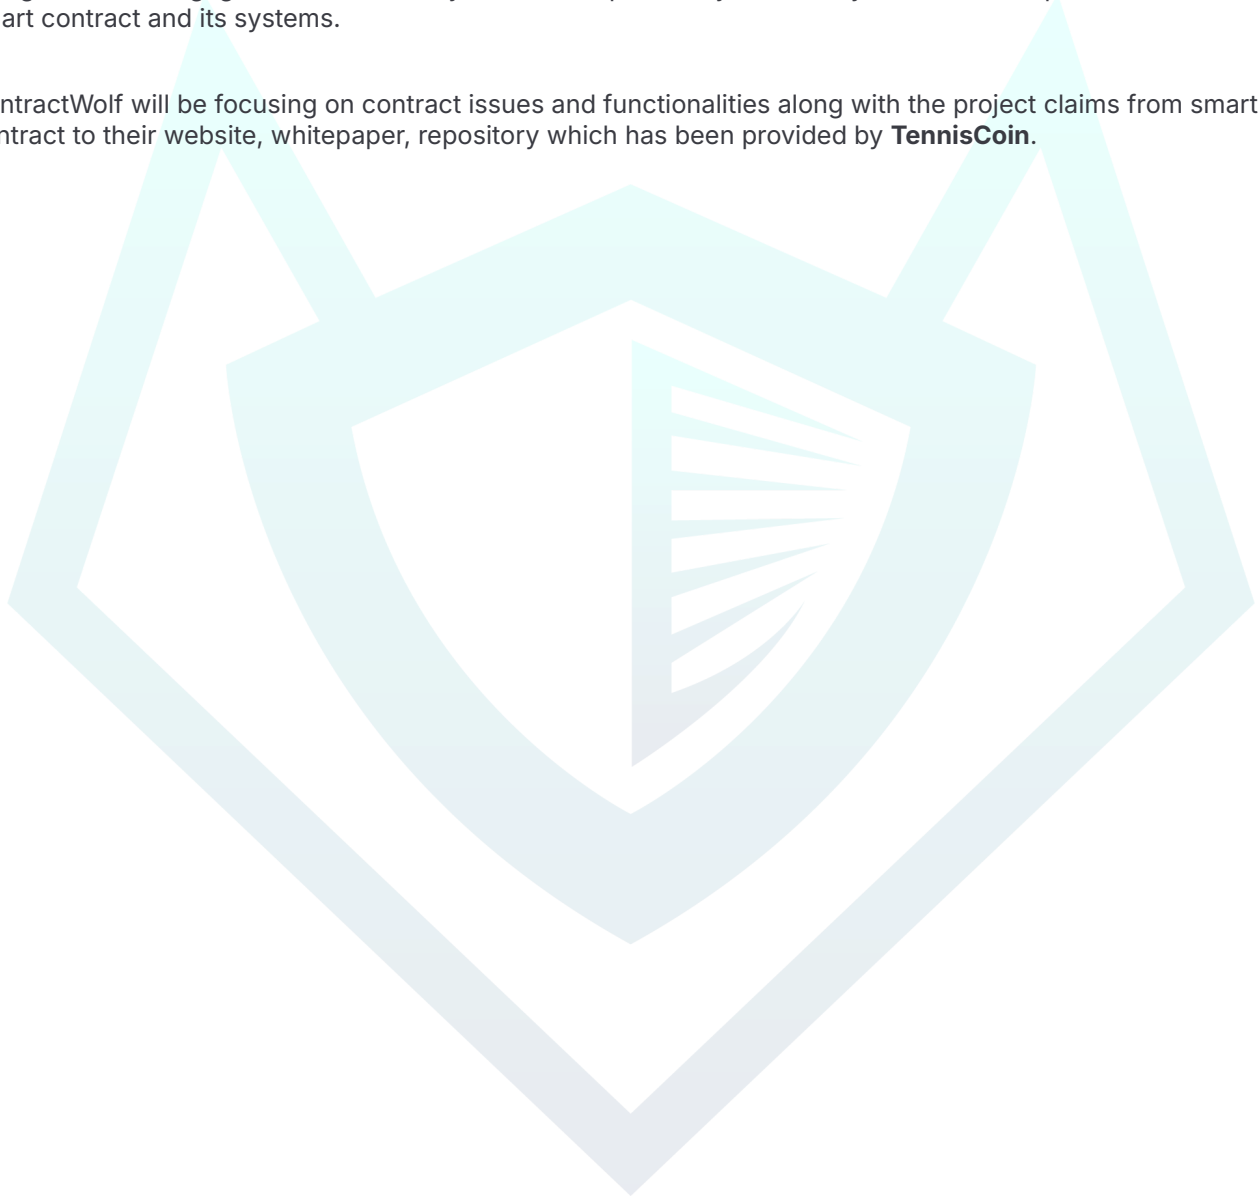 art contract and its systems.
ntractWolf will be focusing on contract issues and functionalities along with the project claims from smart
ntract to their website, whitepaper, repository which has been provided by TennisCoin.